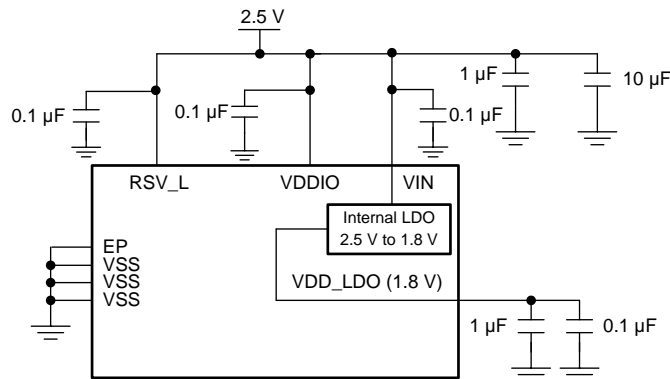 2.5 V
1 µF
10 µF
0.1 µF
0.1 µF
0.1 µF
RSV_L
VDDIO
VIN
Internal LDO
2.5 V to 1.8 V
EP
VSS
VSS
VSS
VDD_LDO (1.8 V)
1 µF
0.1 µF